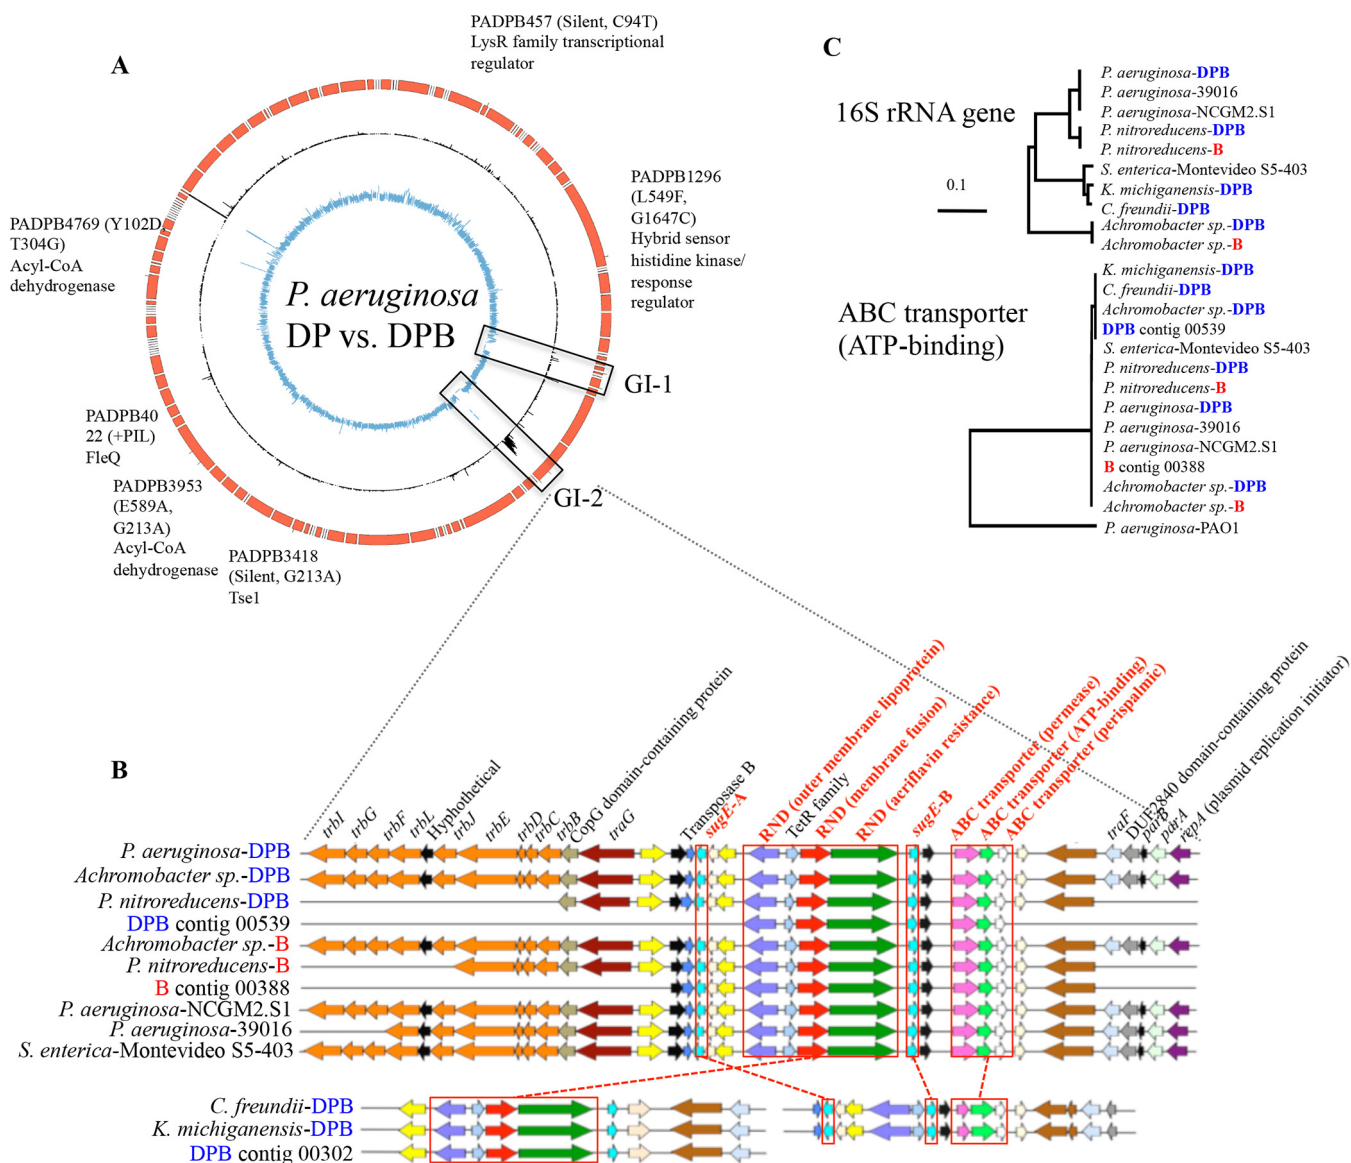 A
PADPB457 (Silent, C94T)
LysR family transcriptional
regulator
PADPB1296
(L549F,
G1647C)
Hybrid sensor
histidine kinase/
response
regulator
PADPB4769 (Y102D,
T304G)
Acyl-CoA
dehydrogenase
P. aeruginosa
DP vs. DPB
GI-1
GI-2
PADPB40
22 (+PIL)
FleQ
PADPB3953
(E589A,
G213A)
Acyl-CoA
dehydrogenase
PADPB3418
(Silent, G213A)
Tse1
C
16S rRNA gene
0.1
P. aeruginosa-DPB
P. aeruginosa-39016
P. aeruginosa-NCGM2.S1
P. nitroreducens-DPB
P. nitroreducens-B
S. enterica-Montevideo S5-403
K. michiganensis-DPB
C. freundii-DPB
Achromobacter sp.-DPB
Achromobacter sp.-B
ABC transporter
(ATP-binding)
K. michiganensis-DPB
C. freundii-DPB
Achromobacter sp.-DPB
DPB contig 00539
S. enterica-Montevideo S5-403
P. nitroreducens-DPB
P. nitroreducens-B
P. aeruginosa-DPB
P. aeruginosa-39016
P. aeruginosa-NCGM2.S1
B contig 00388
Achromobacter sp.-DPB
Achromobacter sp.-B
P. aeruginosa-PAO1
B
trbI
trbG
trbF
trbL
Hyphothetical
trbJ
trbE
trbD
trbC
trbB
CopG domain-containing protein
traG
Transposase B
sugE-A
RND (outer membrane lipoprotein)
TetR family
RND (membrane fusion)
RND (acriflavin resistance)
sugE-B
ABC transporter (permease)
ABC transporter (ATP-binding)
ABC transporter (perispalmic)
traF
DUF2840 domain-containing protein
parB
parA
repA (plasmid replication initiator)
P. aeruginosa-DPB
Achromobacter sp.-DPB
P. nitroreducens-DPB
DPB contig 00539
Achromobacter sp.-B
P. nitroreducens-B
B contig 00388
P. aeruginosa-NCGM2.S1
P. aeruginosa-39016
S. enterica-Montevideo S5-403
C. freundii-DPB
K. michiganensis-DPB
DPB contig 00302